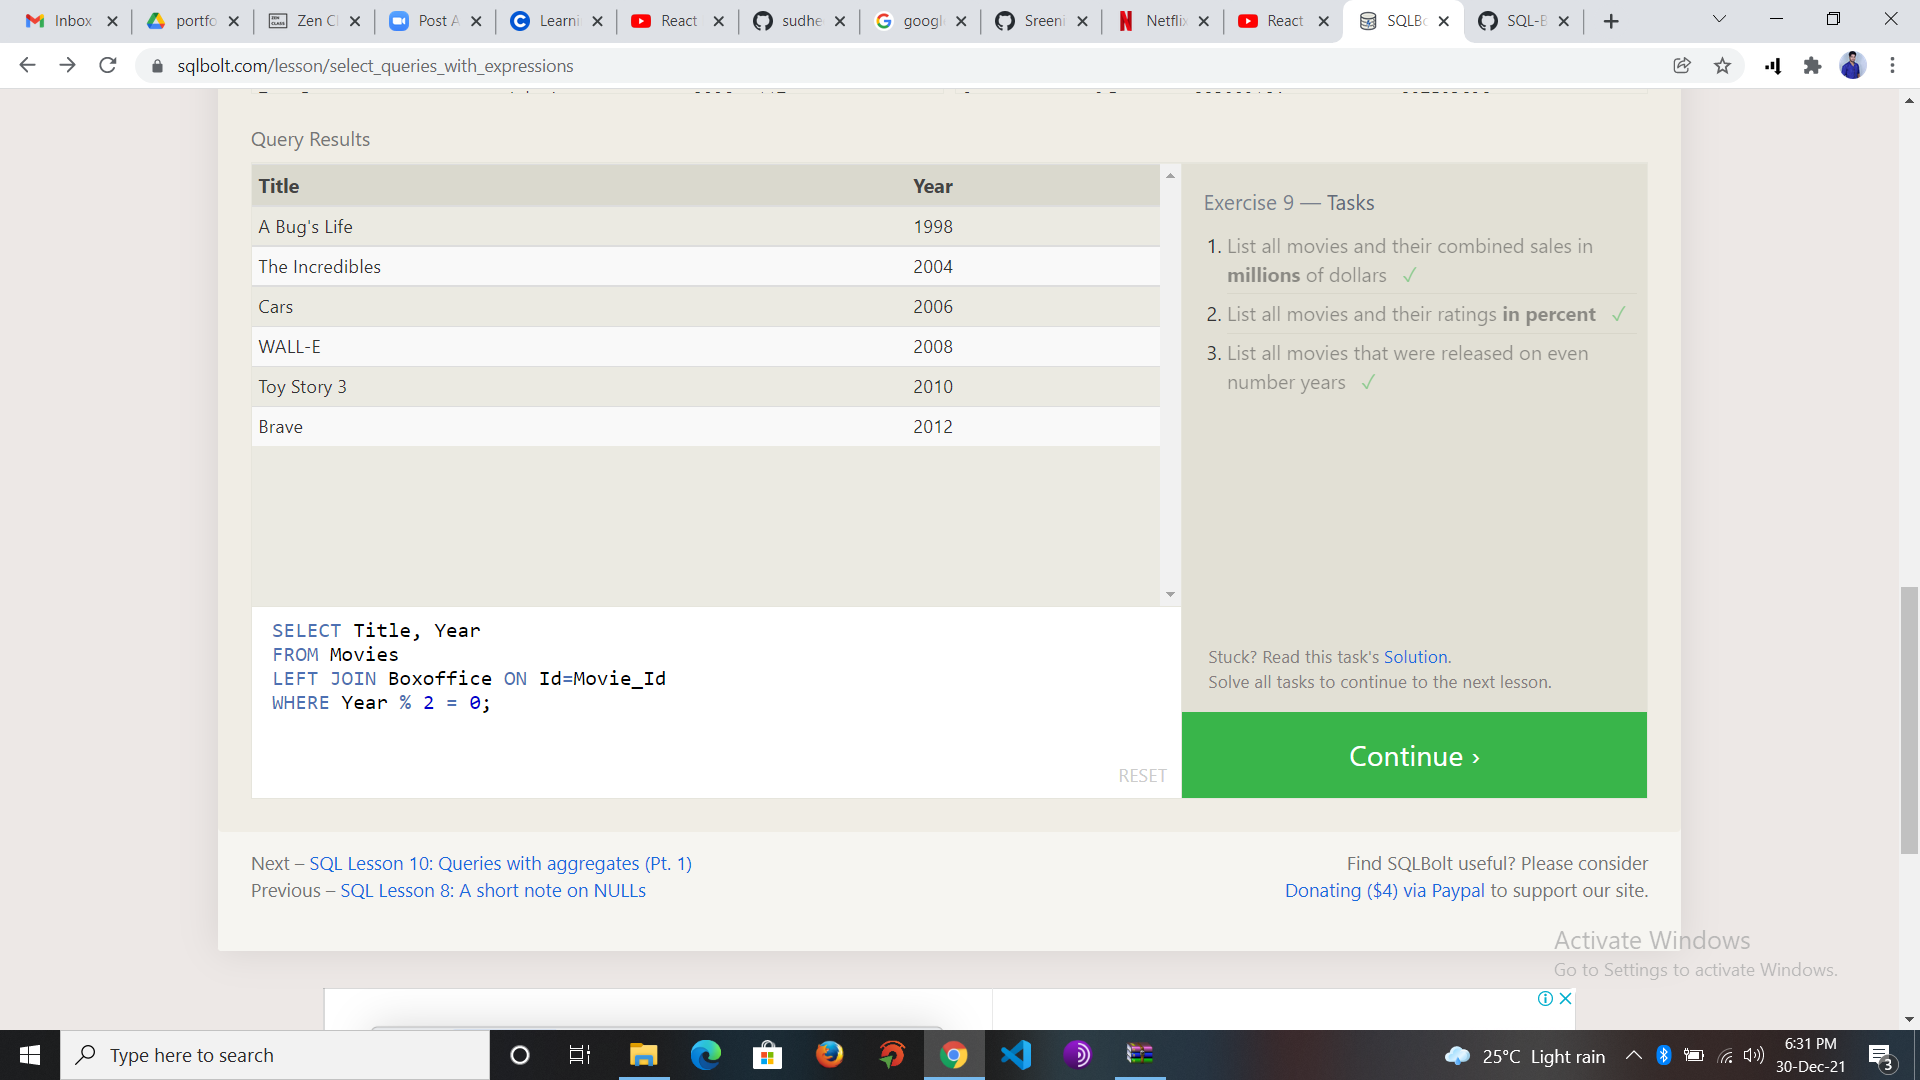 Inbox
portfo
Zen Cl
Post A
Learni
React
sudhe
googl
Sreeni
Netflix
React
SQLBo
SQL-B
sqlbolt.com/lesson/select_queries_with_expressions
Query Results
Title Year
A Bug's Life 1998
The Incredibles 2004
Cars 2006
WALL-E 2008
Toy Story 3 2010
Brave 2012
Exercise 9 — Tasks
1. List all movies and their combined sales in
millions of dollars ✓
2. List all movies and their ratings in percent ✓
3. List all movies that were released on even
number years ✓
SELECT Title, Year
FROM Movies
LEFT JOIN Boxoffice ON Id=Movie_Id
WHERE Year % 2 = 0;
RESET
Stuck? Read this task's Solution.
Solve all tasks to continue to the next lesson.
Continue ›
Next – SQL Lesson 10: Queries with aggregates (Pt. 1)
Previous – SQL Lesson 8: A short note on NULLs
Find SQLBolt useful? Please consider
Donating ($4) via Paypal to support our site.
Activate Windows
Go to Settings to activate Windows.
Type here to search
25°C Light rain
6:31 PM
30-Dec-21
3